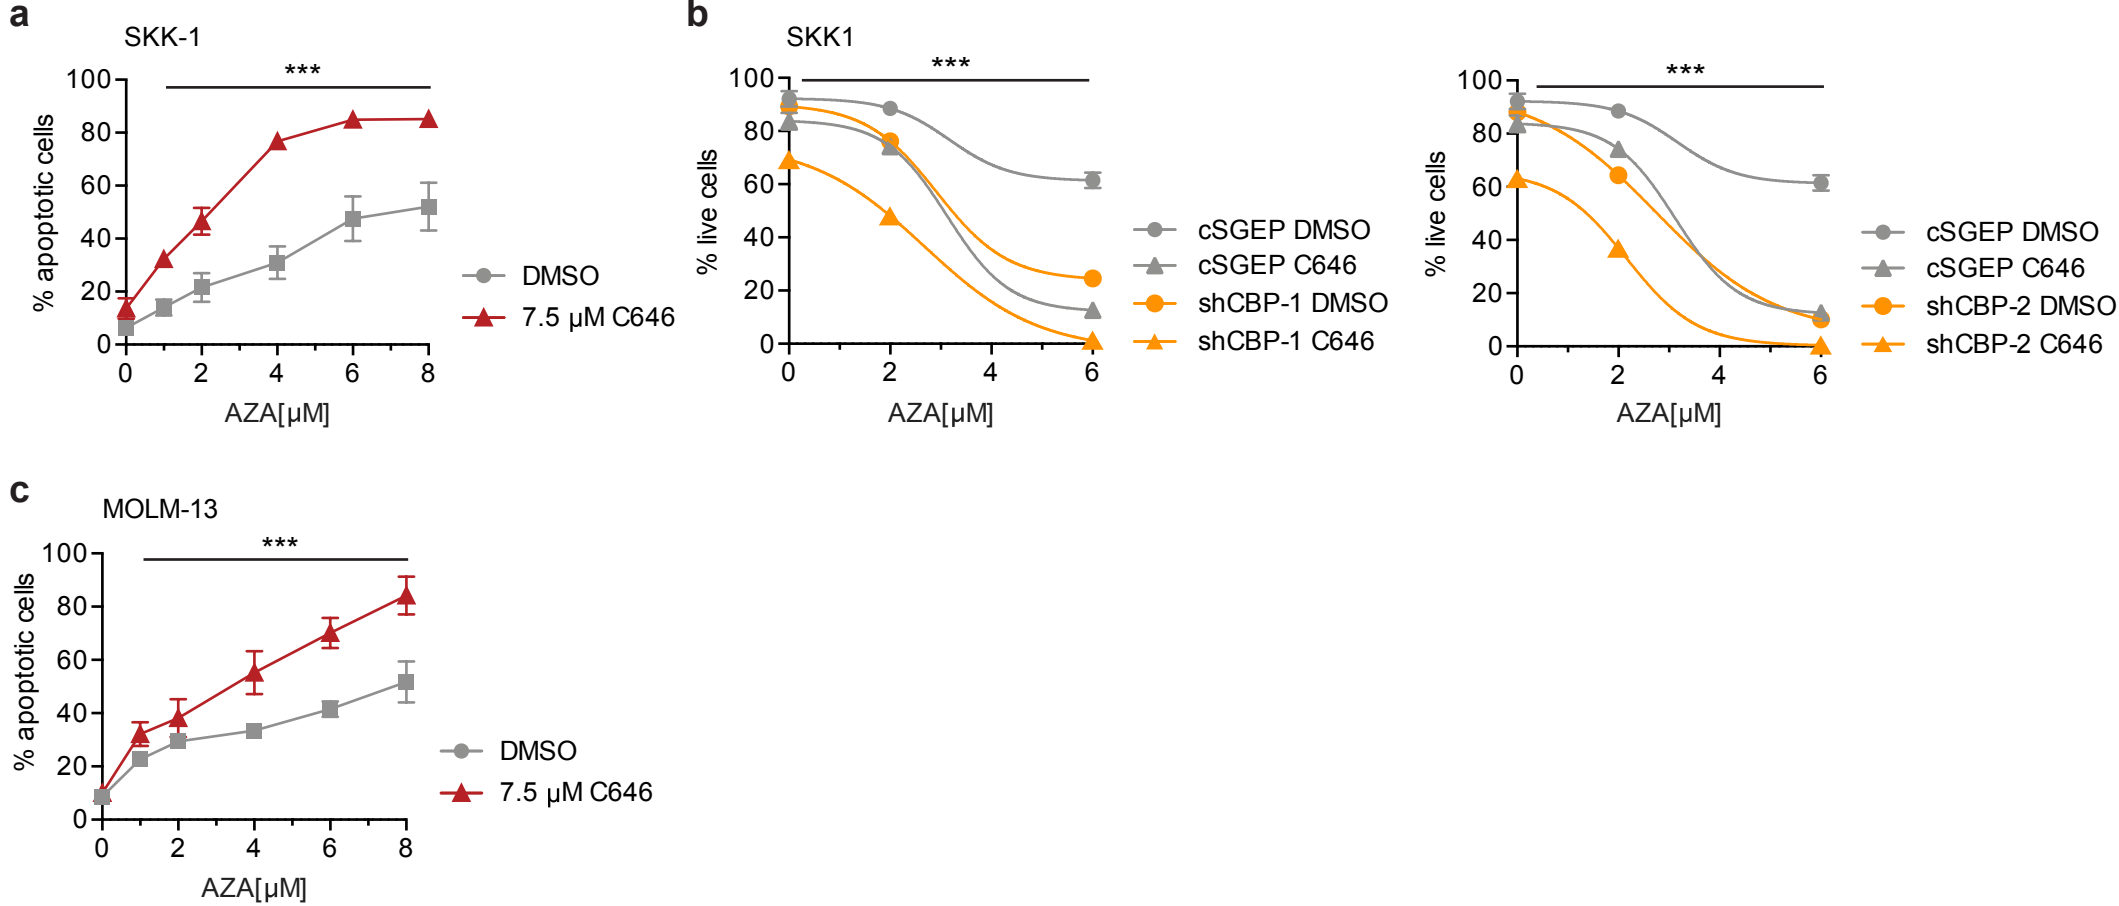 a
SKK-1
***
100
80
60
40
20
0
% apoptotic cells
0 2 4 6 8
AZA[µM]
DMSO
7.5 µM C646
b
SKK1
***
100
80
60
40
20
0
% live cells
0 2 4 6
AZA[µM]
cSGEP DMSO
cSGEP C646
shCBP-1 DMSO
shCBP-1 C646
***
100
80
60
40
20
0
% live cells
0 2 4 6
AZA[µM]
cSGEP DMSO
cSGEP C646
shCBP-2 DMSO
shCBP-2 C646
c
MOLM-13
***
100
80
60
40
20
0
% apoptotic cells
0 2 4 6 8
AZA[µM]
DMSO
7.5 µM C646